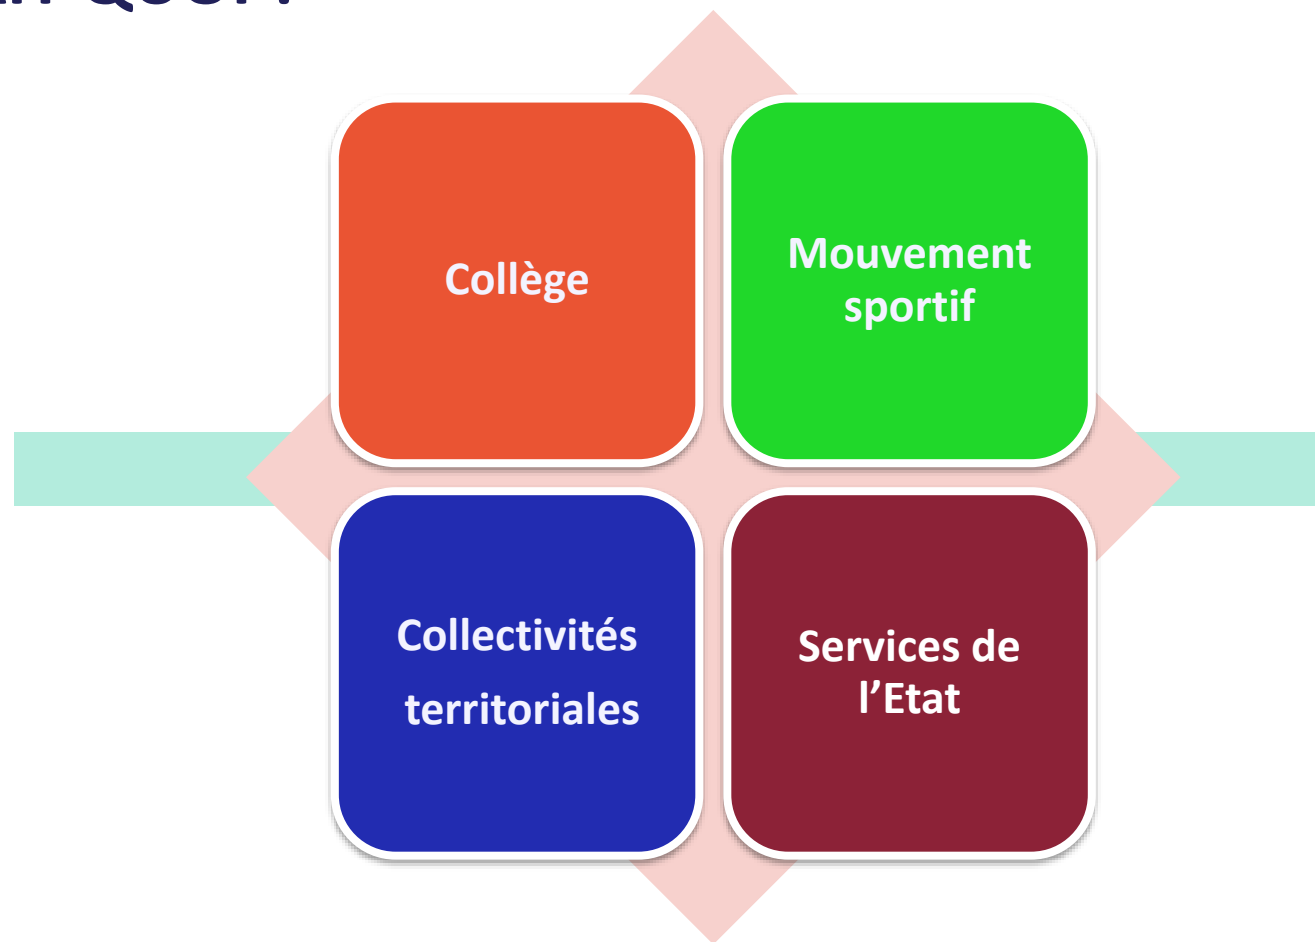 Collège
Mouvement
sportif
Collectivités
territoriales
Services de
l’Etat